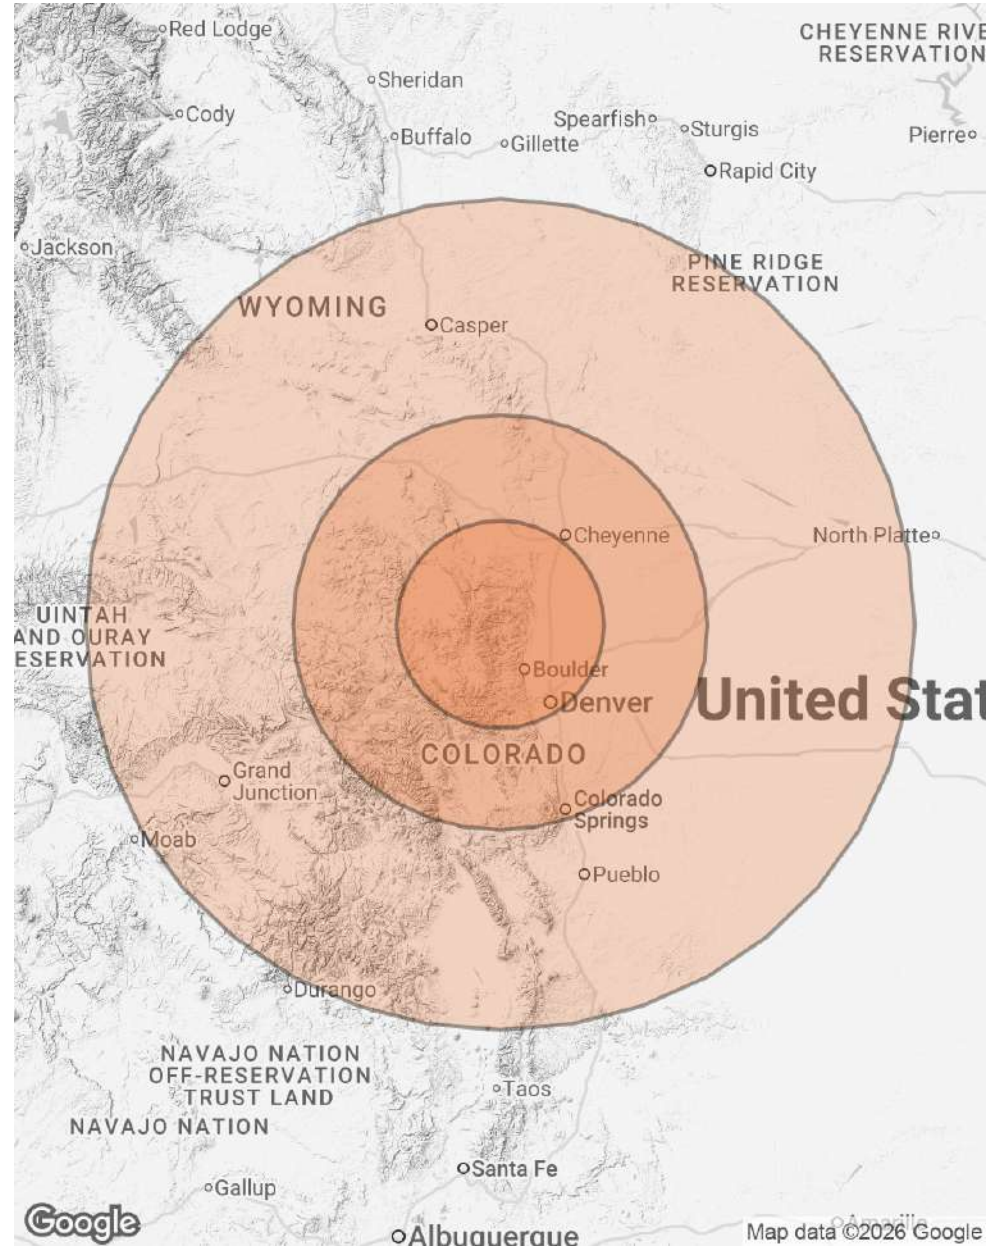 Red Lodge
CHEYENNE RIVE
RESERVATION
Sheridan
Cody
Spearfish
Sturgis
Buffalo
Gillette
Pierre
Rapid City
Jackson
PINE RIDGE
RESERVATION
WYOMING
Casper
Cheyenne
North Platte
UINTAH
AND OURAY
ESERVATION
Boulder
Denver
United Stat
COLORADO
Grand
Junction
Colorado
Springs
Moab
Pueblo
Durango
NAVAJO NATION
OFF-RESERVATION
TRUST LAND
Taos
NAVAJO NATION
Santa Fe
Gallup
Google
Albuquerque
Amarillo
Map data ©2026 Google